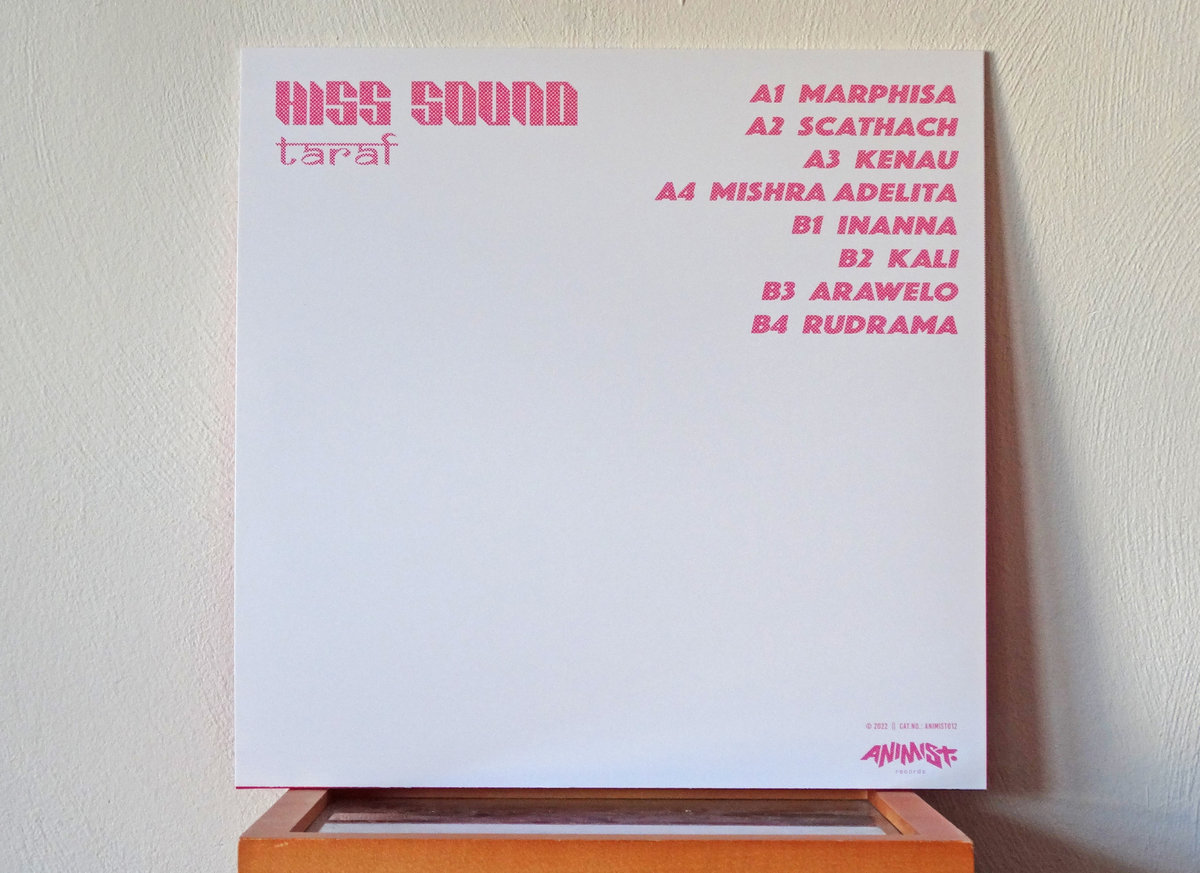 HISS SOUND
taraf
A1 MARPHISA
A2 SCATHACH
A3 KENAU
A4 MISHRA ADELITA
B1 INANNA
B2 KALI
B3 ARAWELO
B4 RUDRAMA
© 2022 || CAT.NO.: ANIMIST012
ANIMIST.
records